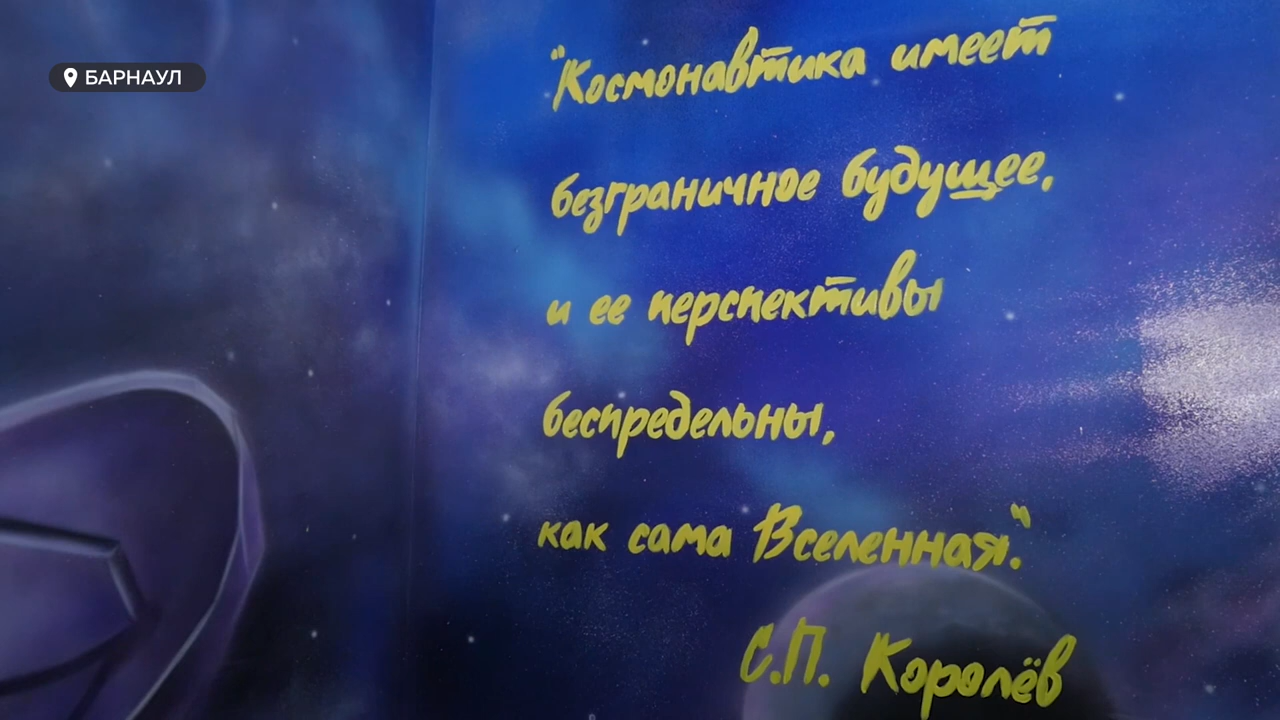 БАРНАУЛ
"Космонавтика имеет
безграничное будущее,
и ее перспективы
беспредельны,
как сама Вселенная."
С.П. Королёв